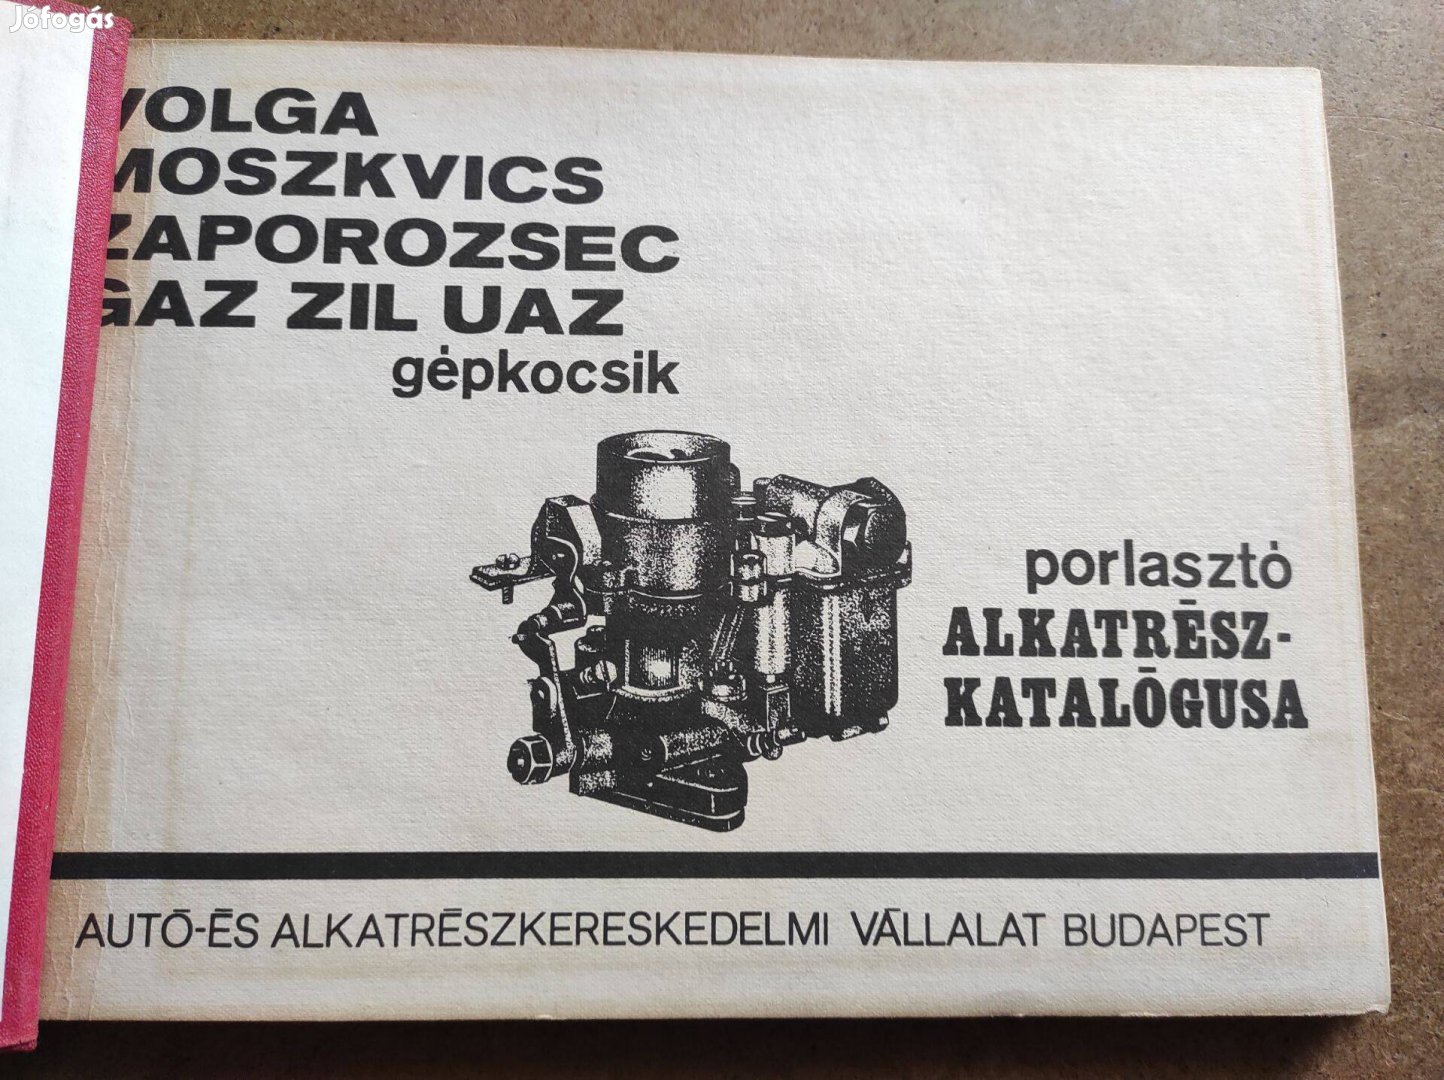 Jófogás
VOLGA
MOSZKVICS
ZAPOROZSEC
GAZ ZIL UAZ
gépkocsik
porlasztó
ALKATRÉSZ-
KATALÓGUSA
AUTÓ-ÉS ALKATRÉSZKERESKEDELMI VÁLLALAT BUDAPEST